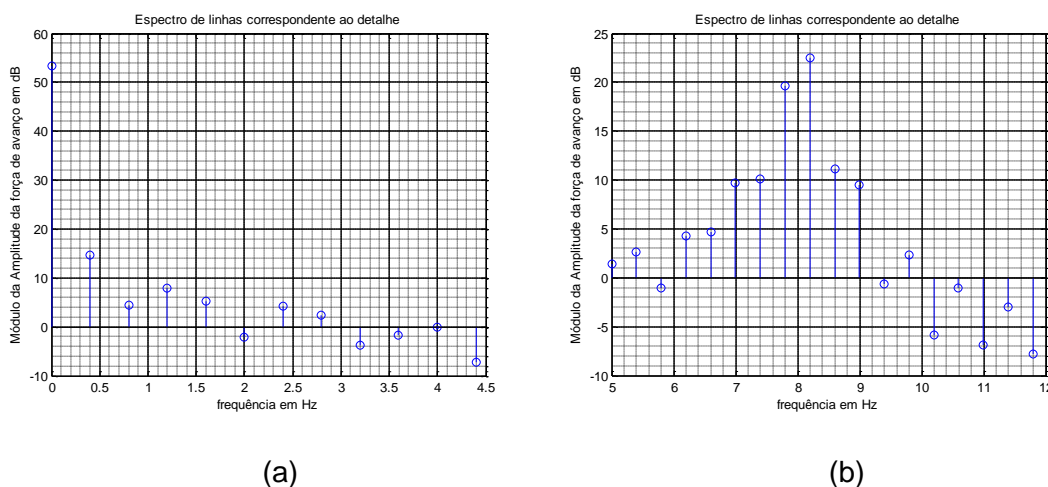 Espectro de linhas correspondente ao detalhe
Módulo da Amplitude da força de avanço em dB
60
50
40
30
20
10
0
-10
0 0.5 1 1.5 2 2.5 3 3.5 4 4.5
frequência em Hz
(a)
Espectro de linhas correspondente ao detalhe
Módulo da Amplitude da força de avanço em dB
25
20
15
10
5
0
-5
-10
5 6 7 8 9 10 11 12
frequência em Hz
(b)